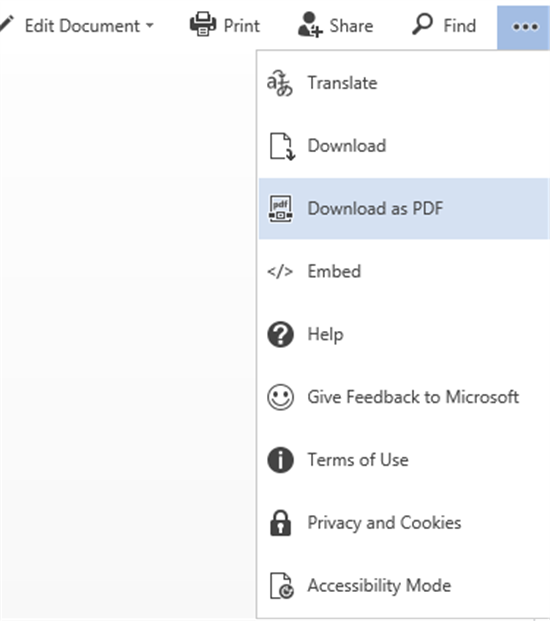 Edit Document Print Share Find
Translate
Download
pdf Download as PDF
</> Embed
Help
Give Feedback to Microsoft
Terms of Use
Privacy and Cookies
Accessibility Mode